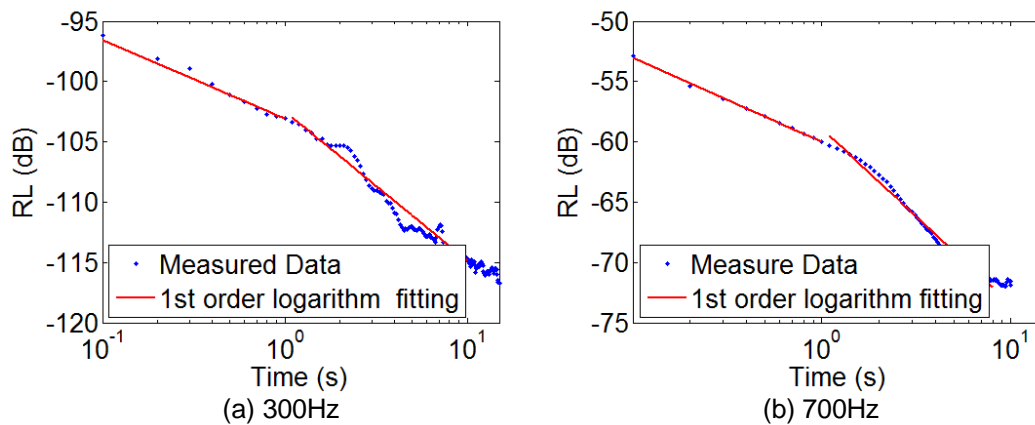 -95
-100
-105
-110
-115
-120
RL (dB)
Measured Data
1st order logarithm fitting
10^-1
10^0
10^1
Time (s)
(a) 300Hz
-50
-55
-60
-65
-70
-75
RL (dB)
Measure Data
1st order logarithm fitting
10^0
10^1
Time (s)
(b) 700Hz